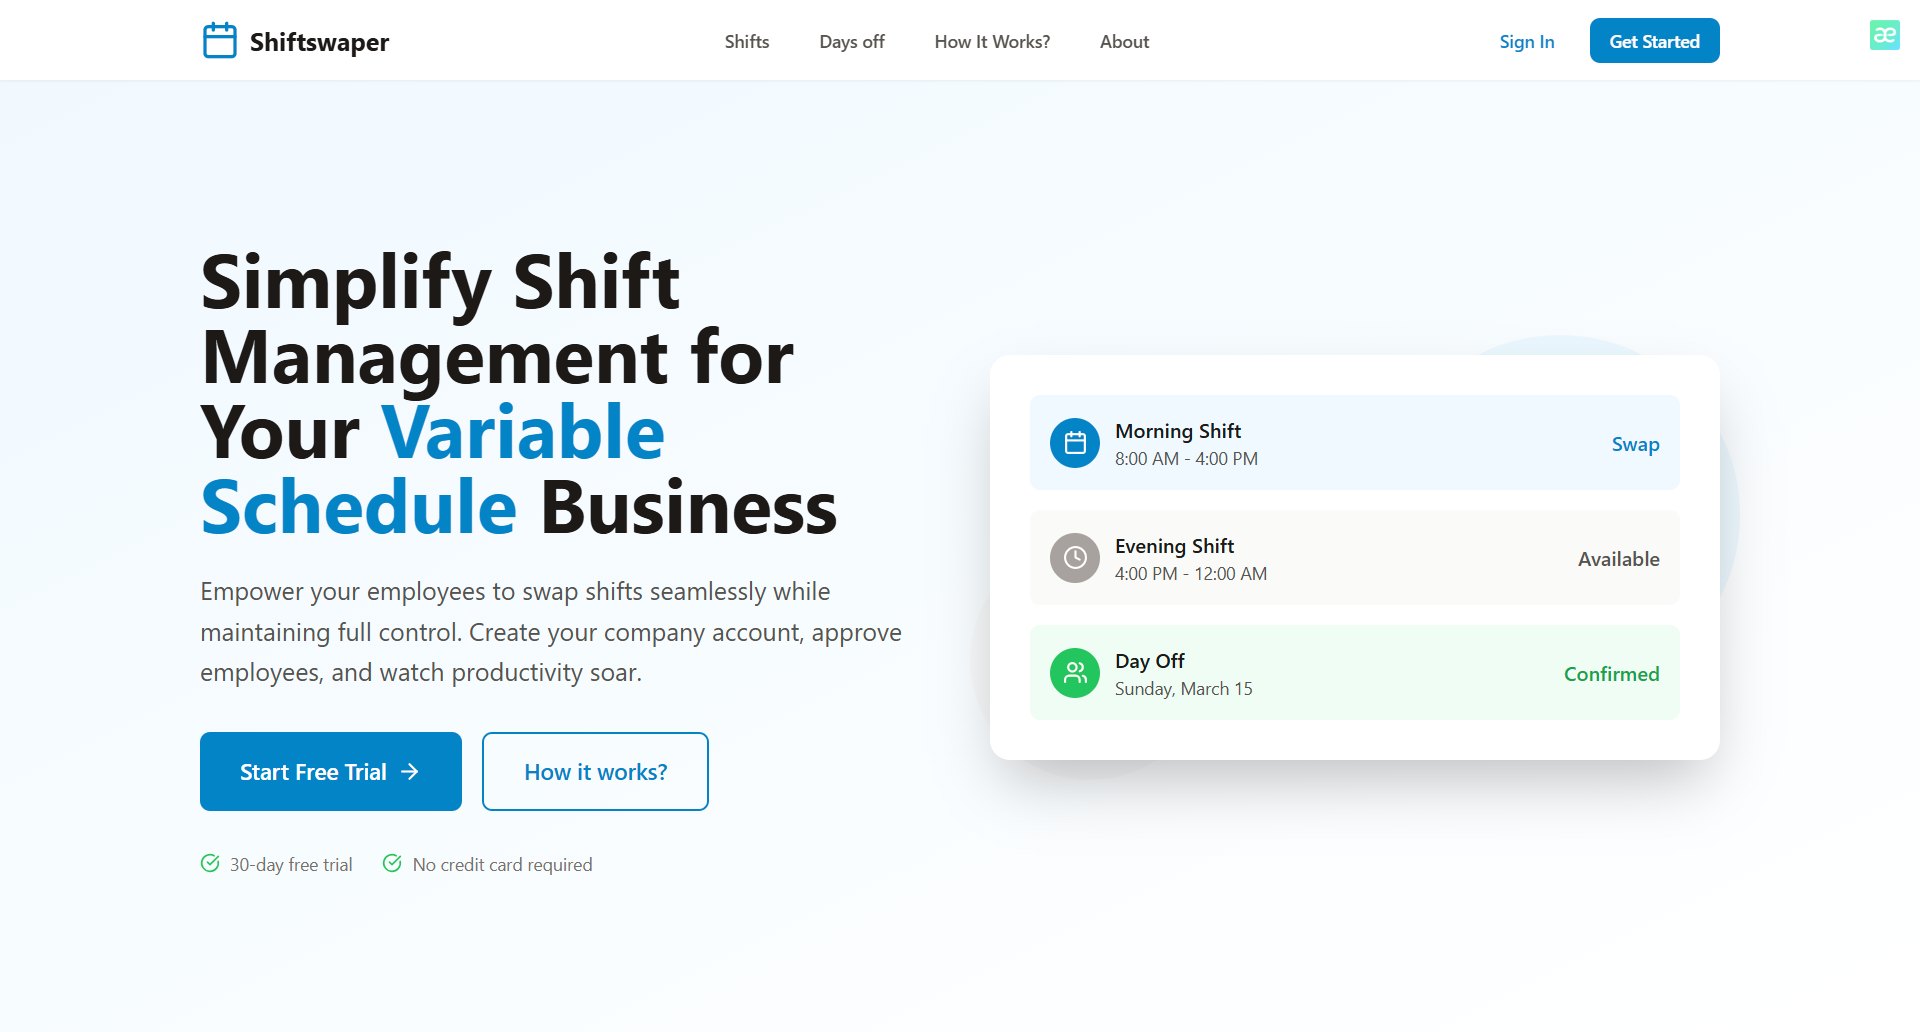 Shiftswaper
Shifts
Days off
How It Works?
About
Sign In
Get Started
æ
Simplify Shift
Management for
Your Variable
Schedule Business
Empower your employees to swap shifts seamlessly while
maintaining full control. Create your company account, approve
employees, and watch productivity soar.
Start Free Trial
How it works?
30-day free trial
No credit card required
Morning Shift
8:00 AM - 4:00 PM
Swap
Evening Shift
4:00 PM - 12:00 AM
Available
Day Off
Sunday, March 15
Confirmed